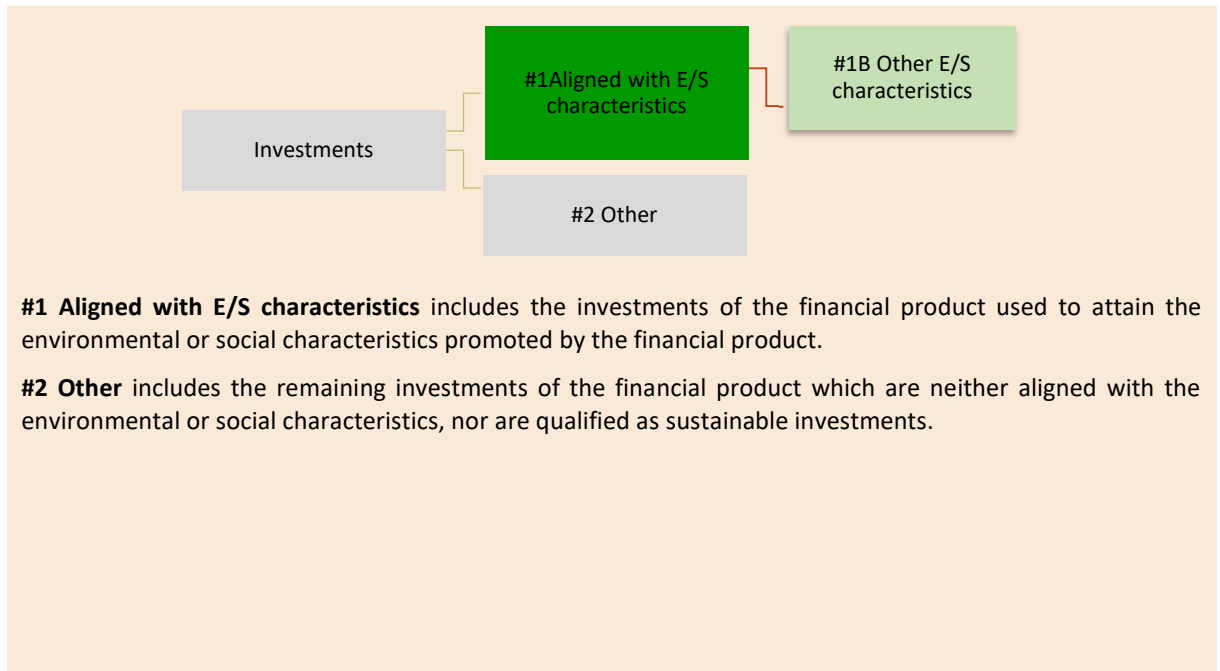 #1Aligned with E/S
characteristics
#1B Other E/S
characteristics
Investments
#2 Other
#1 Aligned with E/S characteristics includes the investments of the financial product used to attain the
environmental or social characteristics promoted by the financial product.
#2 Other includes the remaining investments of the financial product which are neither aligned with the
environmental or social characteristics, nor are qualified as sustainable investments.